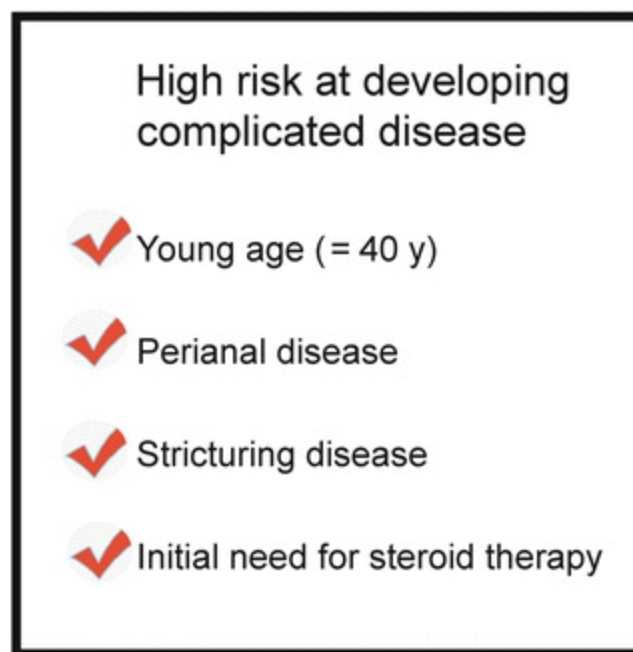 High risk at developing
complicated disease
Young age (= 40 y)
Perianal disease
Stricturing disease
Initial need for steroid therapy